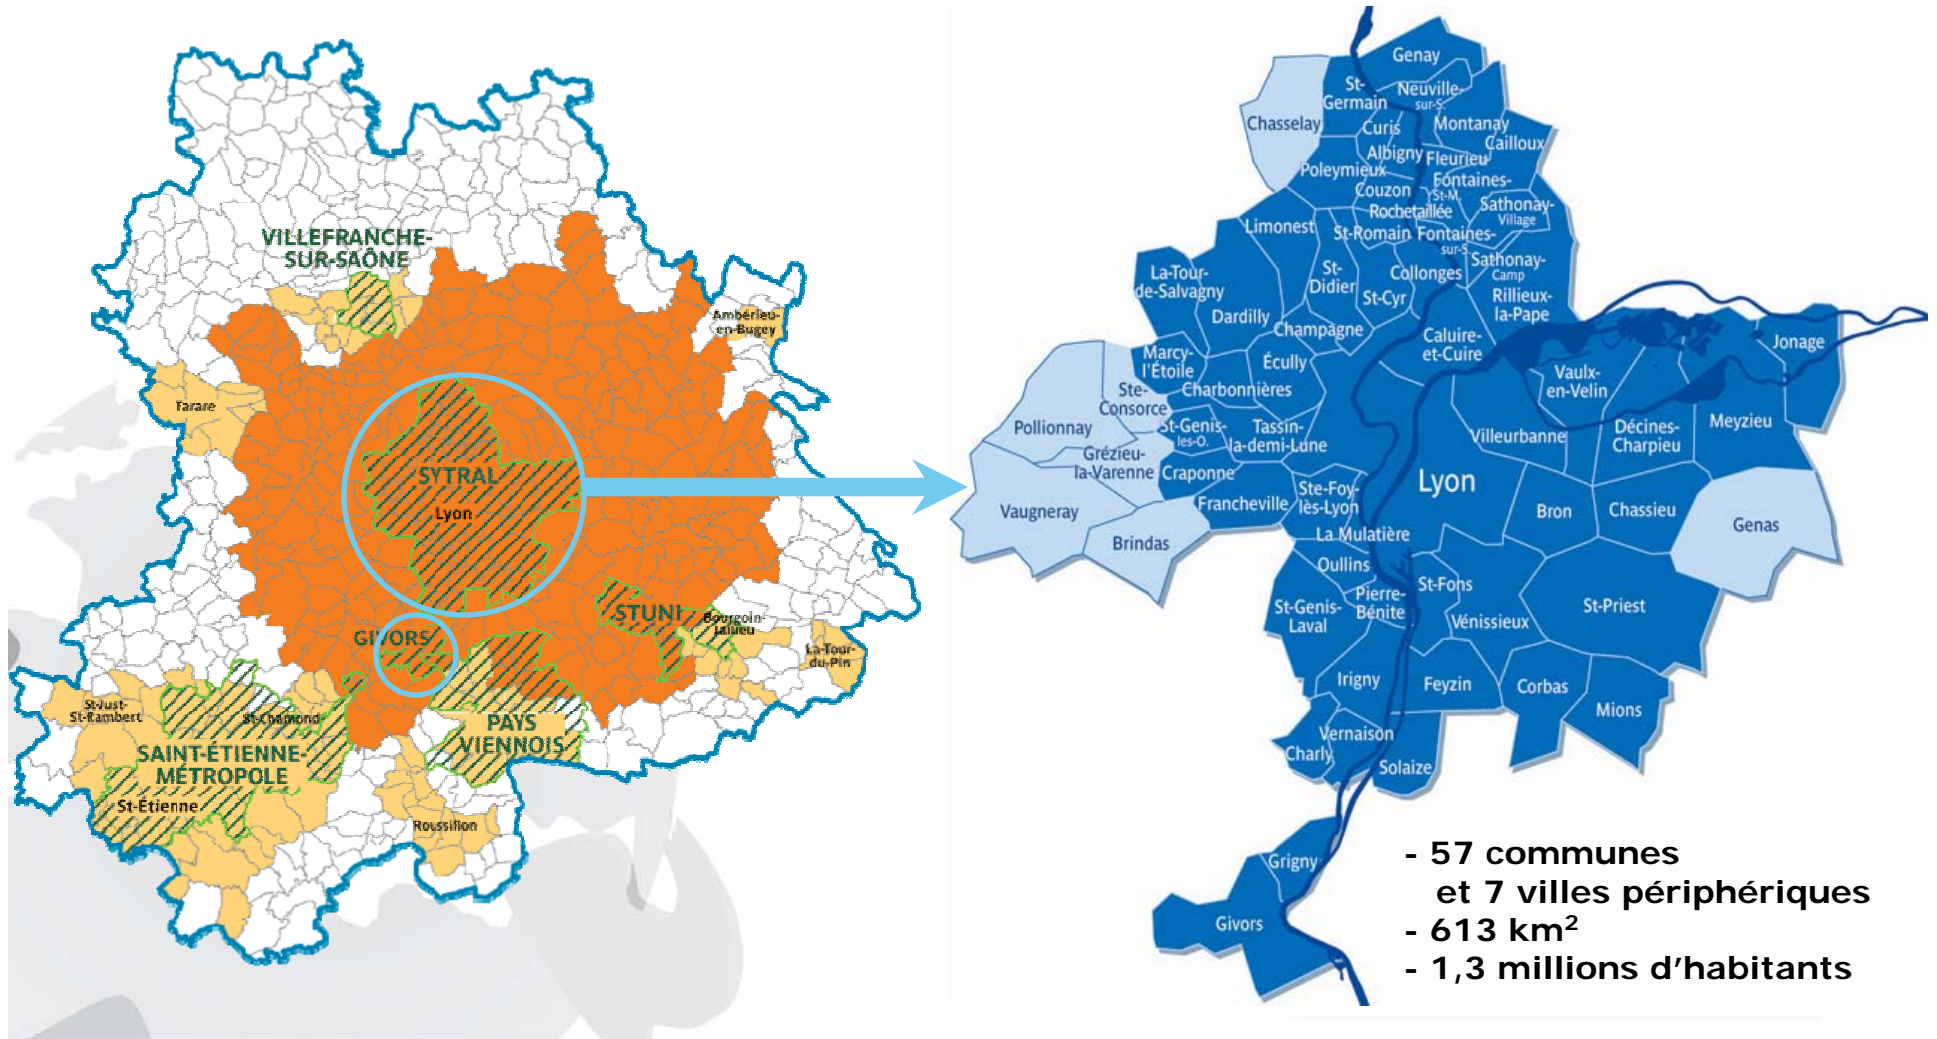 VILLEFRANCHE-
SUR-SAÔNE
Ambérieu-
en-Bugey
Tarare
SYTRAL
Lyon
GIVORS
STUNI
Bourgoin-
Jallieu
La-Tour-
du-Pin
St-Just-
St-Rambert
St-Chamond
SAINT-ÉTIENNE-
MÉTROPOLE
St-Étienne
PAYS
VIENNOIS
Roussillon
Genay
St-
Germain
Neuville-
sur-S.
Chasselay
Curis
Montanay
Cailloux
Albigny
Fleurieu
Poleymieux
Couzon
Fontaines-
St-M.
Rochetaillée
Sathonay-
Village
Limonest
St-Romain
Fontaines-
sur-S.
La-Tour-
de-Salvagny
St-
Didier
Collonges
Sathonay-
Camp
St-Cyr
Rillieux-
la-Pape
Dardilly
Champagne
Caluire-
et-Cuire
Jonage
Marcy-
l'Étoile
Écully
Vaulx-
en-Velin
Charbonnières
Ste-
Consorce
Pollionnay
St-Genis-
les-O.
Tassin-
la-demi-Lune
Villeurbanne
Décines-
Charpieu
Meyzieu
Grézieu-
la-Varenne
Craponne
Lyon
Vaugneray
Francheville
Ste-Foy-
lès-Lyon
Bron
Chassieu
Genas
Brindas
La Mulatière
Oullins
St-Fons
Pierre-
Bénite
St-Genis-
Laval
Vénissieux
St-Priest
Irigny
Feyzin
Corbas
Mions
Vernaison
Charly
Solaize
Grigny
Givors
- 57 communes
et 7 villes périphériques
- 613 km²
- 1,3 millions d'habitants